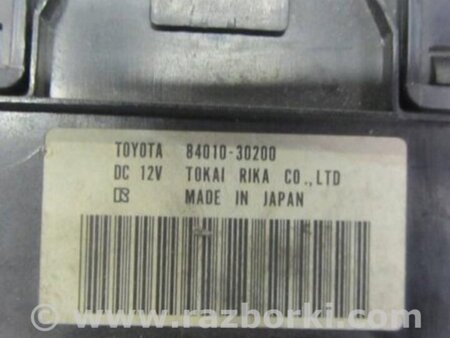 TOYOTA 84010-30200
DC 12V TOKAI RIKA CO.,LTD
MADE IN JAPAN
© www.razborki.com